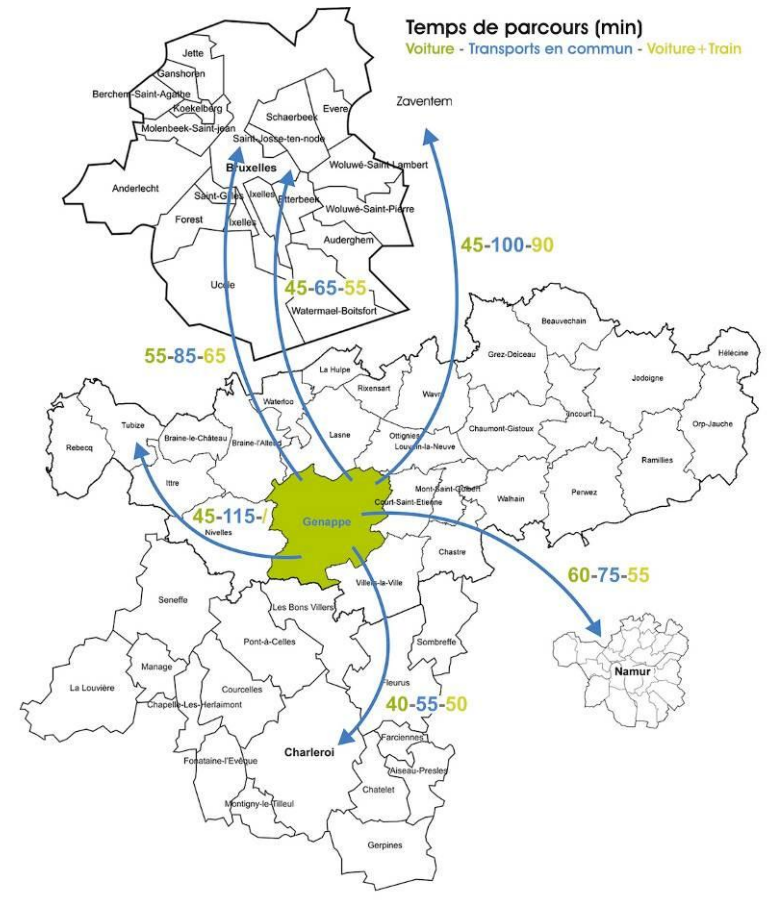 Temps de parcours (min)
Voiture - Transports en commun - Voiture+Train
Jette
Ganshoren
Berchem-Saint-Agathe
Koekelberg
Molenbeek-Saint-jean
Schaerbeek
Evere
Zaventem
Saint-Josse-ten-node
Bruxelles
Woluwé-Saint-Lambert
Anderlecht
Saint-Gilles
Ixelles
Etterbeek
Woluwé-Saint-Pierre
Forest
Ixelles
Auderghem
45-100-90
Uccle
45-65-55
Watermael-Boitsfort
Beauvechain
55-85-65
Grez-Doiceau
Hélécine
La Hulpe
Rixensart
Wavre
Jodoigne
Waterloo
Incourt
Orp-Jauche
Tubize
Braine-le-Château
Braine-l'Alleud
Lasne
Ottignies
Louvain-la-Neuve
Chaumont-Gistoux
Rebecq
Ramilies
Ittre
Mont-Saint-Guibert
Court-Saint-Etienne
Walhain
Perwez
45-115-/
Nivelles
Genappe
Chastre
60-75-55
Villers-la-Ville
Seneffe
Les Bons Villers
Pont-à-Celles
Sombreffe
Manage
Namur
La Louvière
Courcelles
Fleurus
Chapelle-Les-Herlaimont
40-55-50
Farciennes
Charleroi
Fonataine-l'Evêque
Aiseau-Presles
Chatelet
Montigny-le-Tilleul
Gerpines